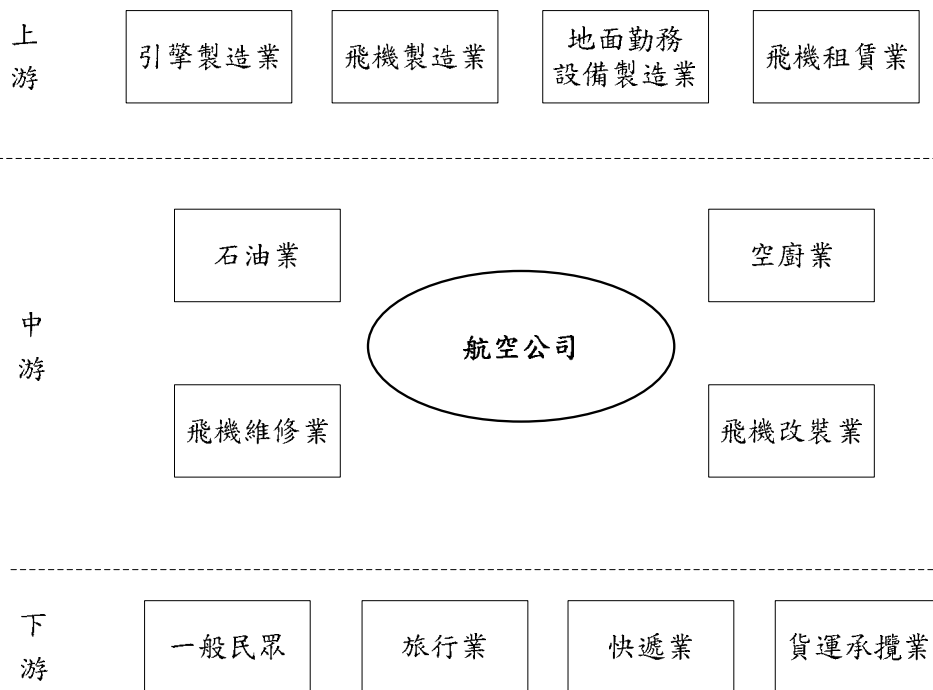 上游
引擎製造業
飛機製造業
地面勤務
設備製造業
飛機租賃業
中游
石油業
空廚業
航空公司
飛機維修業
飛機改裝業
下游
一般民眾
旅行業
快遞業
貨運承攬業